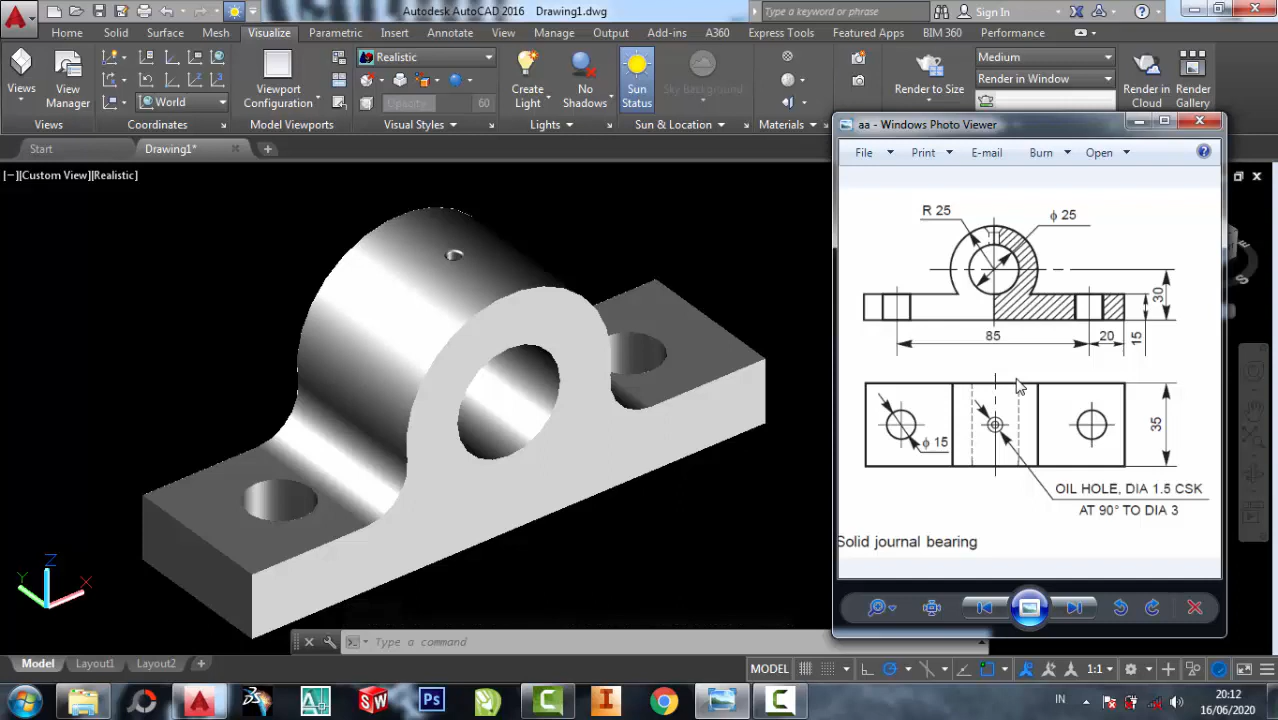 Autodesk AutoCAD 2016 Drawing1.dwg
Type a keyword or phrase
Sign In
Home Solid Surface Mesh Visualize Parametric Insert Annotate View Manage Output Add-ins A360 Express Tools Featured Apps BIM 360 Performance
Views
View
Manager
World
Viewport
Configuration
Realistic
Opacity 60
Create
Light
No
Shadows
Sun
Status
Sky Background
Medium
Render to Size
Render in Window
Render in
Cloud
Render
Gallery
Views Coordinates Model Viewports Visual Styles Lights Sun & Location Materials
Start Drawing1*
[−][Custom View][Realistic]
aa - Windows Photo Viewer
File Print E-mail Burn Open
R 25
ϕ 25
30
85
20
15
35
ϕ 15
OIL HOLE, DIA 1.5 CSK
AT 90° TO DIA 3
Solid journal bearing
Z
Y
X
Type a command
Model Layout1 Layout2
MODEL
1:1
Ps
SW
IN
20:12
16/06/2020